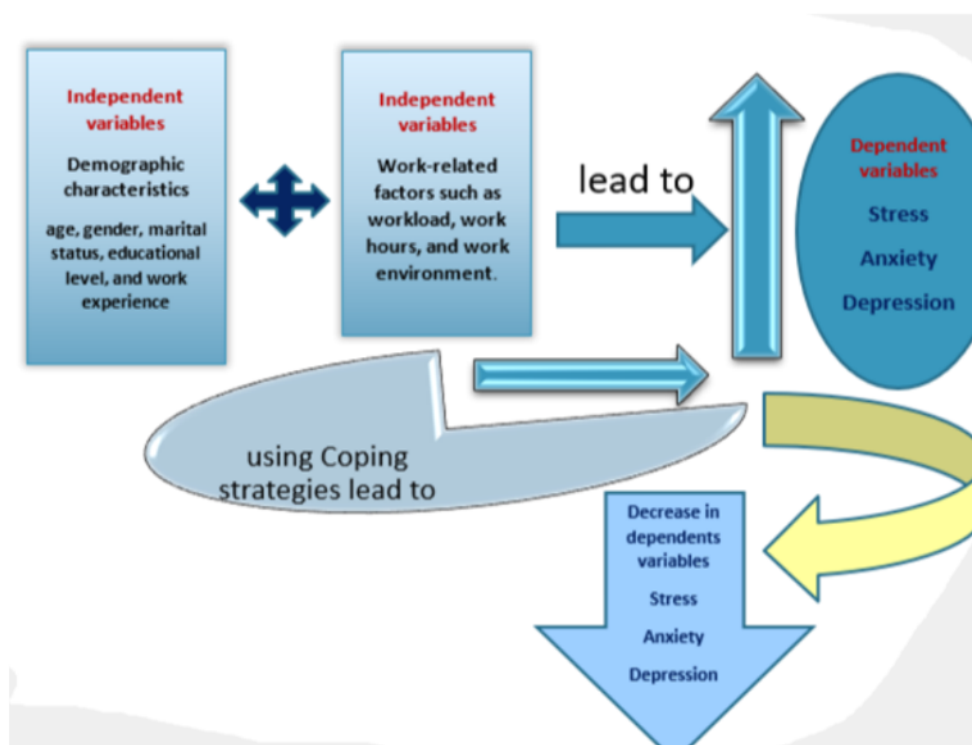 Independent
variables
Demographic
characteristics
age, gender, marital
status, educational
level, and work
experience
Independent
variables
Work-related
factors such as
workload, work
hours, and work
environment.
lead to
Dependent
variables
Stress
Anxiety
Depression
using Coping
strategies lead to
Decrease in
dependents
variables
Stress
Anxiety
Depression